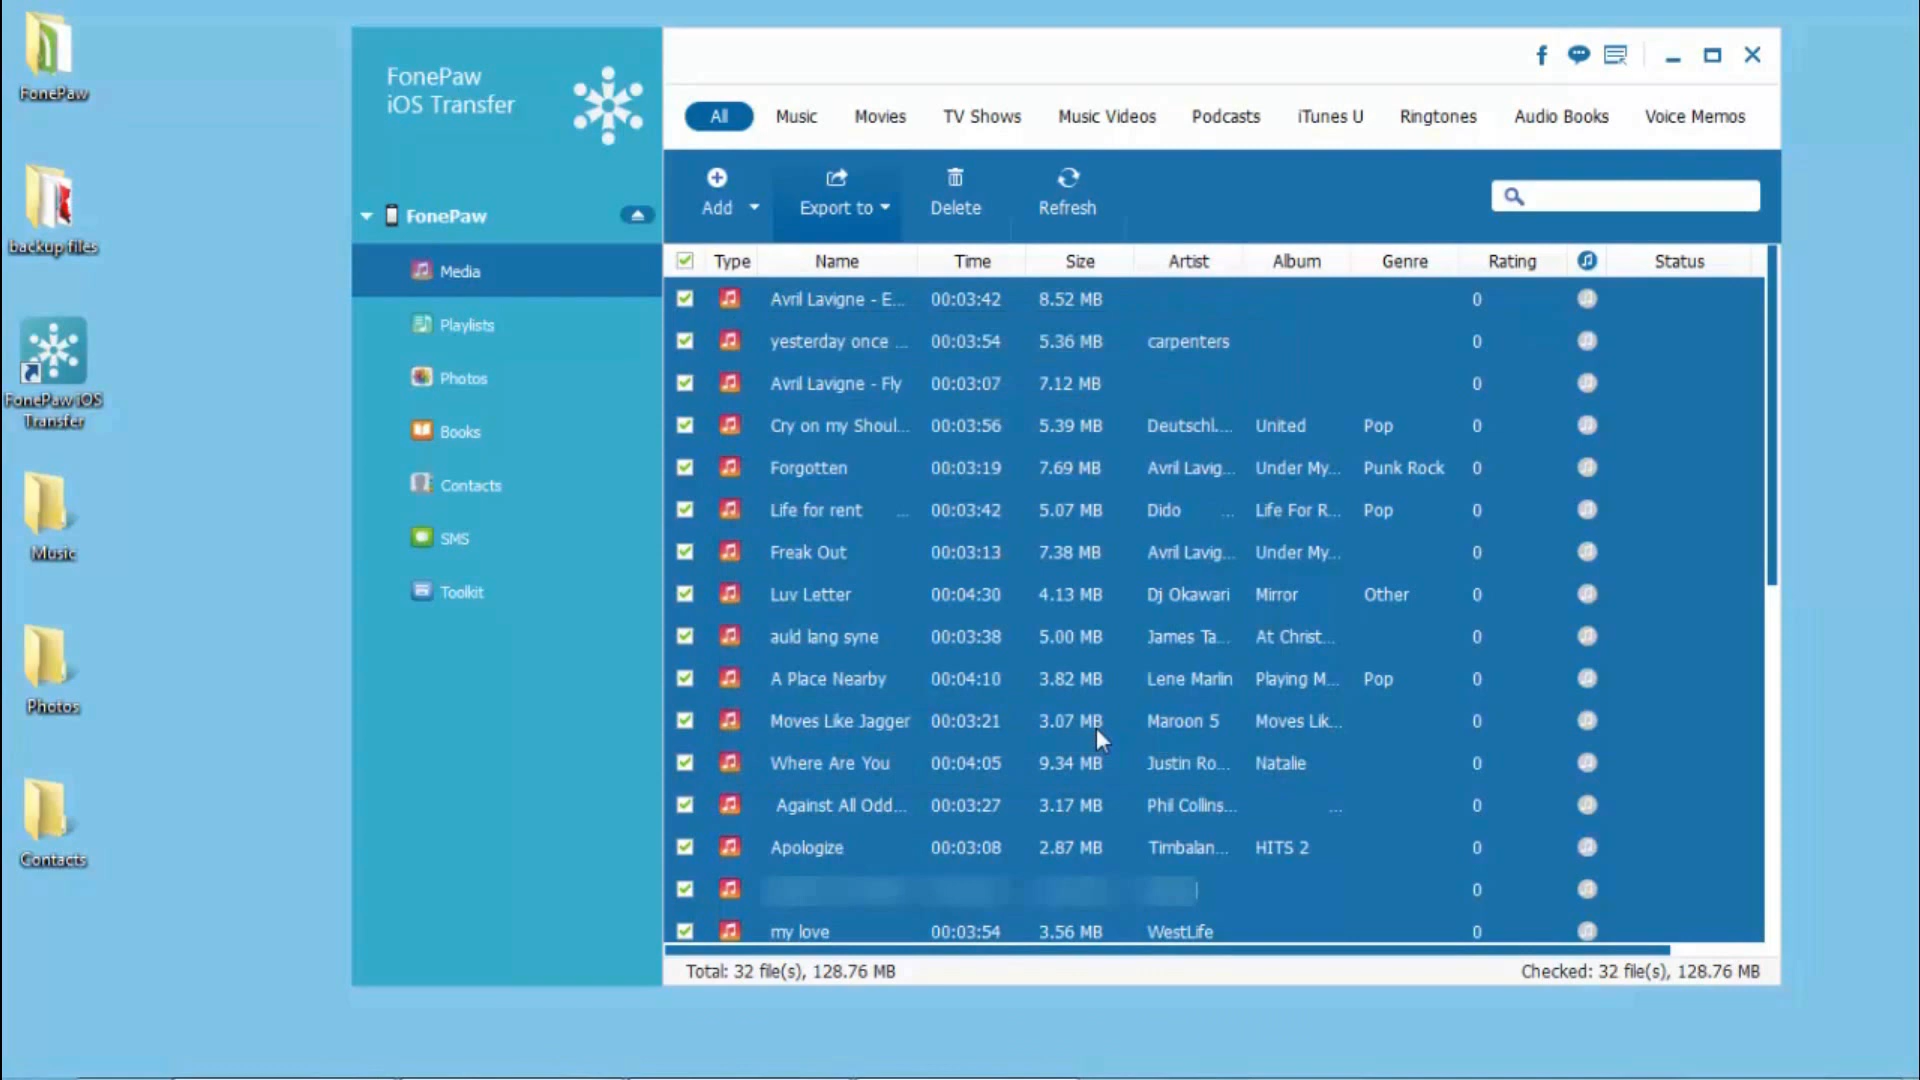 FonePaw
backup files
FonePaw iOS
Transfer
Music
Photos
Contacts
FonePaw
iOS Transfer
FonePaw
Media
Playlists
Photos
Books
Contacts
SMS
Toolkit
All Music Movies TV Shows Music Videos Podcasts iTunes U Ringtones Audio Books Voice Memos
Add Export to Delete Refresh
Type Name Time Size Artist Album Genre Rating Status
Avril Lavigne - E... 00:03:42 8.52 MB 0
yesterday once ... 00:03:54 5.36 MB carpenters 0
Avril Lavigne - Fly 00:03:07 7.12 MB 0
Cry on my Shoul... 00:03:56 5.39 MB Deutschl.... United Pop 0
Forgotten 00:03:19 7.69 MB Avril Lavig... Under My... Punk Rock 0
Life for rent ... 00:03:42 5.07 MB Dido ... Life For R... Pop 0
Freak Out 00:03:13 7.38 MB Avril Lavig... Under My... 0
Luv Letter 00:04:30 4.13 MB Dj Okawari Mirror Other 0
auld lang syne 00:03:38 5.00 MB James Ta... At Christ... 0
A Place Nearby 00:04:10 3.82 MB Lene Marlin Playing M... Pop 0
Moves Like Jagger 00:03:21 3.07 MB Maroon 5 Moves Lik... 0
Where Are You 00:04:05 9.34 MB Justin Ro... Natalie 0
Against All Odd... 00:03:27 3.17 MB Phil Collins... ... 0
Apologize 00:03:08 2.87 MB Timbalan... HITS 2 0
0
my love 00:03:54 3.56 MB WestLife 0
Total: 32 file(s), 128.76 MB
Checked: 32 file(s), 128.76 MB